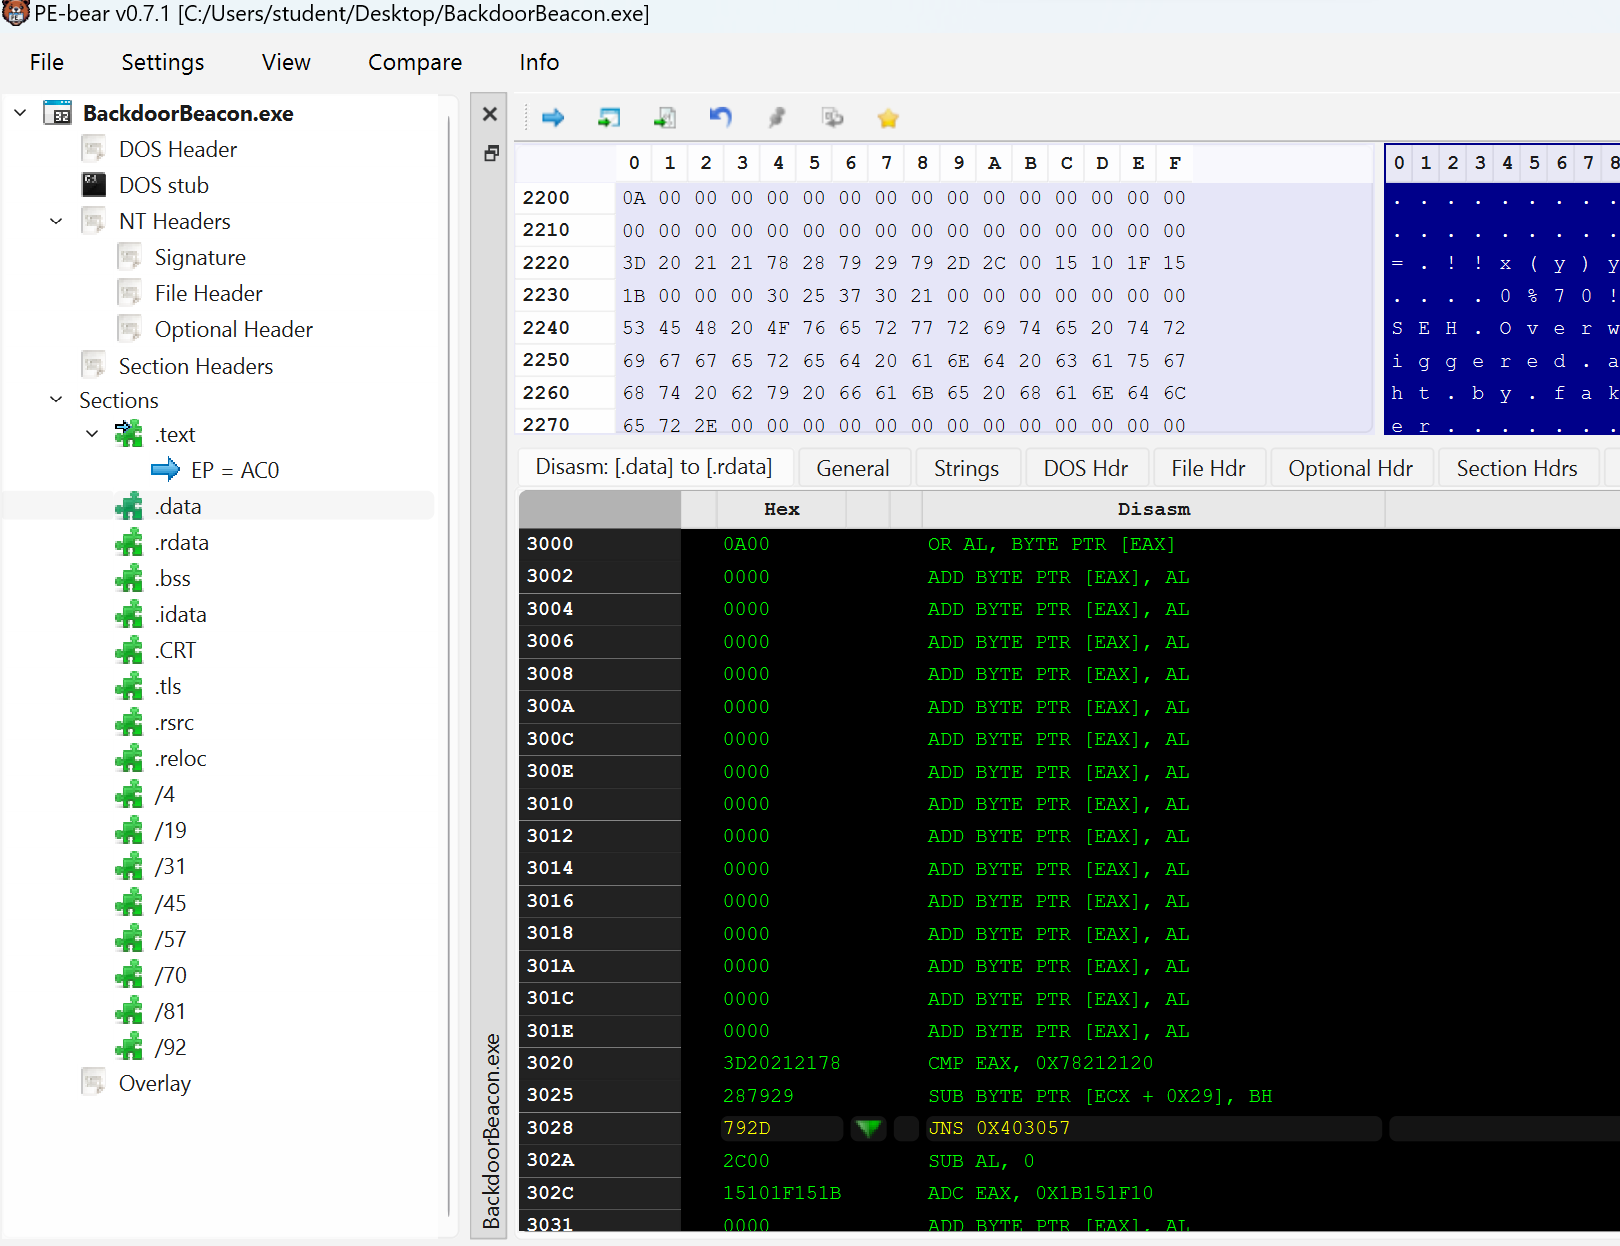 PE-bear v0.7.1 [C:/Users/student/Desktop/BackdoorBeacon.exe]
File Settings View Compare Info
BackdoorBeacon.exe
DOS Header
DOS stub
NT Headers
Signature
File Header
Optional Header
Section Headers
Sections
.text
EP = AC0
.data
.rdata
.bss
.idata
.CRT
.tls
.rsrc
.reloc
/4
/19
/31
/45
/57
/70
/81
/92
Overlay
BackdoorBeacon.exe
0 1 2 3 4 5 6 7 8 9 A B C D E F 0 1 2 3 4 5 6 7 8
2200 0A 00 00 00 00 00 00 00 00 00 00 00 00 00 00 00 . . . . . . . . .
2210 00 00 00 00 00 00 00 00 00 00 00 00 00 00 00 00 . . . . . . . . .
2220 3D 20 21 21 78 28 79 29 79 2D 2C 00 15 10 1F 15 = . ! ! x ( y ) y
2230 1B 00 00 00 30 25 37 30 21 00 00 00 00 00 00 00 . . . . 0 % 7 0 !
2240 53 45 48 20 4F 76 65 72 77 72 69 74 65 20 74 72 S E H . O v e r w
2250 69 67 67 65 72 65 64 20 61 6E 64 20 63 61 75 67 i g g e r e d . a
2260 68 74 20 62 79 20 66 61 6B 65 20 68 61 6E 64 6C h t . b y . f a k
2270 65 72 2E 00 00 00 00 00 00 00 00 00 00 00 00 00 e r . . . . . . .
Disasm: [.data] to [.rdata] General Strings DOS Hdr File Hdr Optional Hdr Section Hdrs
Hex Disasm
3000 0A00 OR AL, BYTE PTR [EAX]
3002 0000 ADD BYTE PTR [EAX], AL
3004 0000 ADD BYTE PTR [EAX], AL
3006 0000 ADD BYTE PTR [EAX], AL
3008 0000 ADD BYTE PTR [EAX], AL
300A 0000 ADD BYTE PTR [EAX], AL
300C 0000 ADD BYTE PTR [EAX], AL
300E 0000 ADD BYTE PTR [EAX], AL
3010 0000 ADD BYTE PTR [EAX], AL
3012 0000 ADD BYTE PTR [EAX], AL
3014 0000 ADD BYTE PTR [EAX], AL
3016 0000 ADD BYTE PTR [EAX], AL
3018 0000 ADD BYTE PTR [EAX], AL
301A 0000 ADD BYTE PTR [EAX], AL
301C 0000 ADD BYTE PTR [EAX], AL
301E 0000 ADD BYTE PTR [EAX], AL
3020 3D20212178 CMP EAX, 0X78212120
3025 287929 SUB BYTE PTR [ECX + 0X29], BH
3028 792D JNS 0X403057
302A 2C00 SUB AL, 0
302C 15101F151B ADC EAX, 0X1B151F10
3031 0000 ADD BYTE PTR [EAX], AL